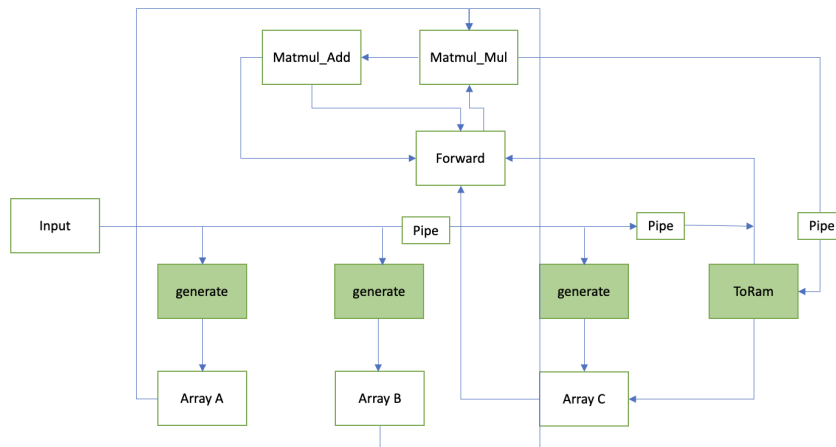 Matmul_Add
Matmul_Mul
Forward
Input
Pipe
Pipe
Pipe
generate
generate
generate
ToRam
Array A
Array B
Array C